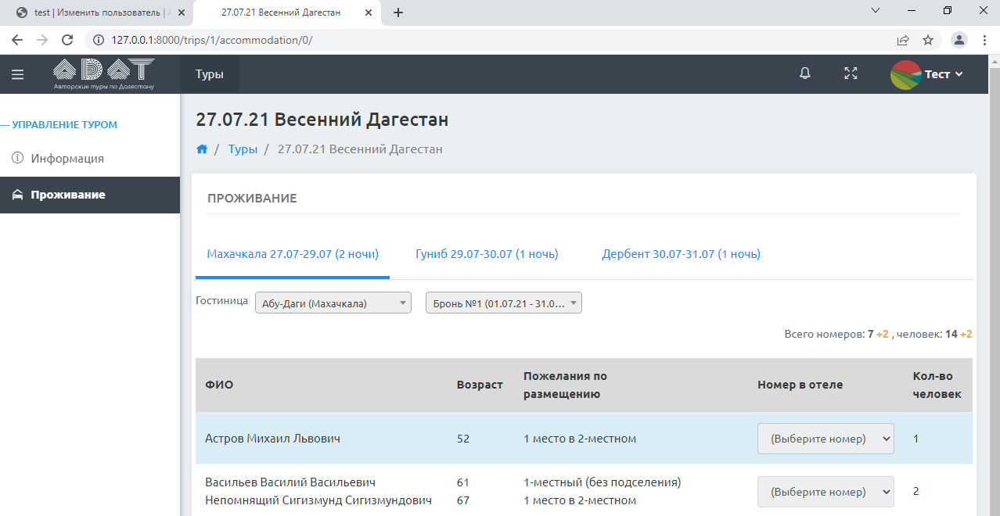 test | Изменить пользователь |
27.07.21 Весенний Дагестан
127.0.0.1:8000/trips/1/accommodation/0/
АДАТ
Авторские туры по Дагестану
Туры
Тест
--- УПРАВЛЕНИЕ ТУРОМ
Информация
Проживание
27.07.21 Весенний Дагестан
/ Туры / 27.07.21 Весенний Дагестан
ПРОЖИВАНИЕ
Махачкала 27.07-29.07 (2 ночи) Гуниб 29.07-30.07 (1 ночь) Дербент 30.07-31.07 (1 ночь)
Гостиница Абу-Даги (Махачкала) Бронь №1 (01.07.21 - 31.0...
Всего номеров: 7 +2 , человек: 14 +2
ФИО Возраст Пожелания по размещению Номер в отеле Кол-во человек
Астров Михаил Львович 52 1 место в 2-местном (Выберите номер) 1
Васильев Василий Васильевич 61 1-местный (без подселения) (Выберите номер) 2
Непомнящий Сигизмунд Сигизмундович 67 1 место в 2-местном